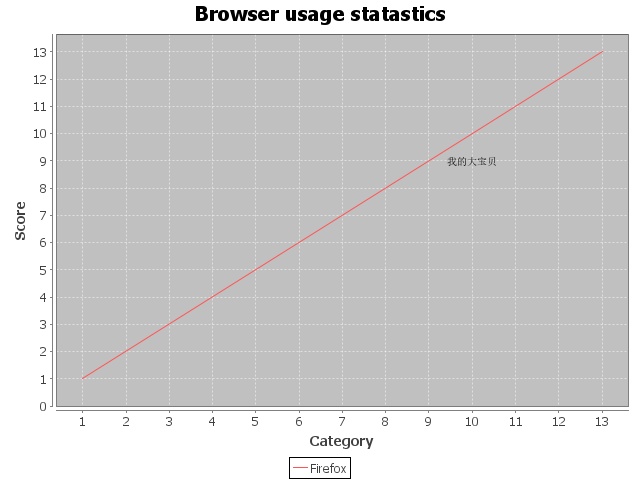 Browser usage statastics
Score
13
12
11
10
9
8
7
6
5
4
3
2
1
0
我的大宝贝
1 2 3 4 5 6 7 8 9 10 11 12 13
Category
Firefox